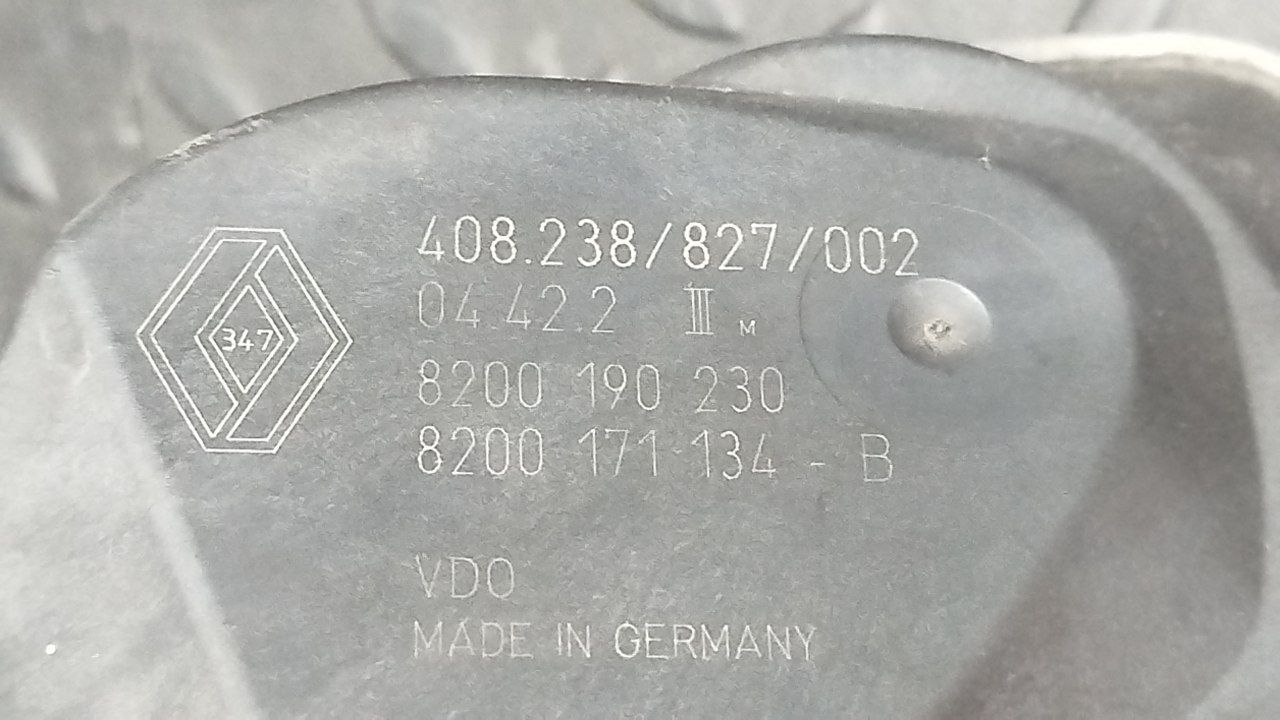 347
408.238/827/002
04.42.2 III M
8200 190 230
8200 171 134 - B
VDO
MADE IN GERMANY